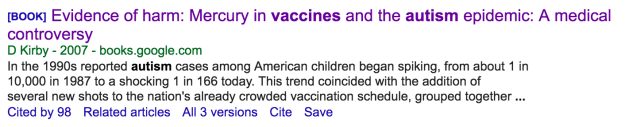 [BOOK] Evidence of harm: Mercury in vaccines and the autism epidemic: A medical
controversy
D Kirby - 2007 - books.google.com
In the 1990s reported autism cases among American children began spiking, from about 1 in
10,000 in 1987 to a shocking 1 in 166 today. This trend coincided with the addition of
several new shots to the nation's already crowded vaccination schedule, grouped together ...
Cited by 98 Related articles All 3 versions Cite Save